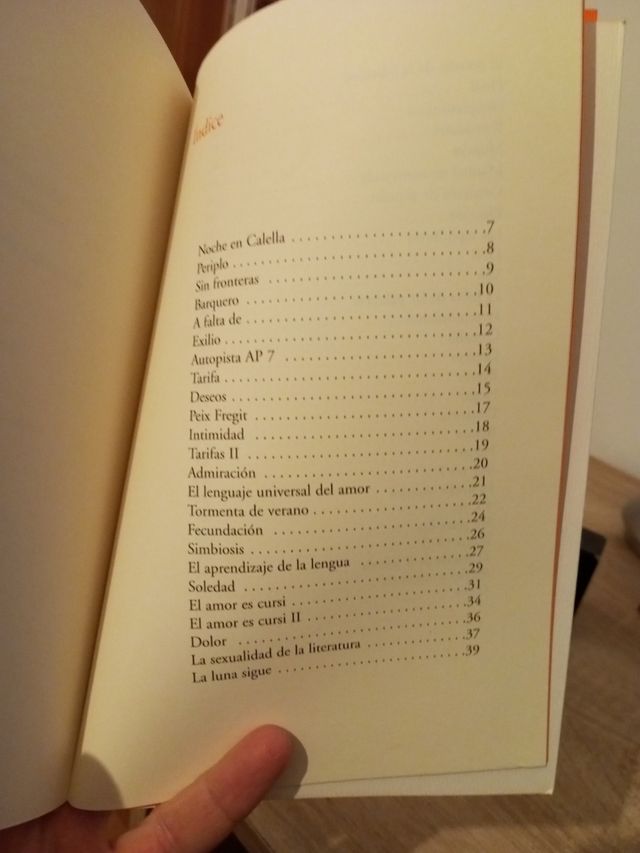 Índice
Noche en Calella . . . . . . . . . . . . . . . . . . . . . . .7
Periplo . . . . . . . . . . . . . . . . . . . . . . . . . . . . .8
Sin fronteras . . . . . . . . . . . . . . . . . . . . . . . . .9
Barquero . . . . . . . . . . . . . . . . . . . . . . . . . . .10
A falta de . . . . . . . . . . . . . . . . . . . . . . . . . . .11
Exilio . . . . . . . . . . . . . . . . . . . . . . . . . . . . . .12
Autopista AP 7 . . . . . . . . . . . . . . . . . . . . . . .13
Tarifa . . . . . . . . . . . . . . . . . . . . . . . . . . . . . .14
Deseos . . . . . . . . . . . . . . . . . . . . . . . . . . . . .15
Peix Fregit . . . . . . . . . . . . . . . . . . . . . . . . . .17
Intimidad . . . . . . . . . . . . . . . . . . . . . . . . . . .18
Tarifas II . . . . . . . . . . . . . . . . . . . . . . . . . . .19
Admiración . . . . . . . . . . . . . . . . . . . . . . . . .20
El lenguaje universal del amor . . . . . . . . . . .21
Tormenta de verano . . . . . . . . . . . . . . . . . . .22
Fecundación . . . . . . . . . . . . . . . . . . . . . . . .24
Simbiosis . . . . . . . . . . . . . . . . . . . . . . . . . . .26
El aprendizaje de la lengua . . . . . . . . . . . . . .27
Soledad . . . . . . . . . . . . . . . . . . . . . . . . . . . .29
El amor es cursi . . . . . . . . . . . . . . . . . . . . . .31
El amor es cursi II . . . . . . . . . . . . . . . . . . . .34
Dolor . . . . . . . . . . . . . . . . . . . . . . . . . . . . .36
La sexualidad de la literatura . . . . . . . . . . . .37
La luna sigue . . . . . . . . . . . . . . . . . . . . . . . .39